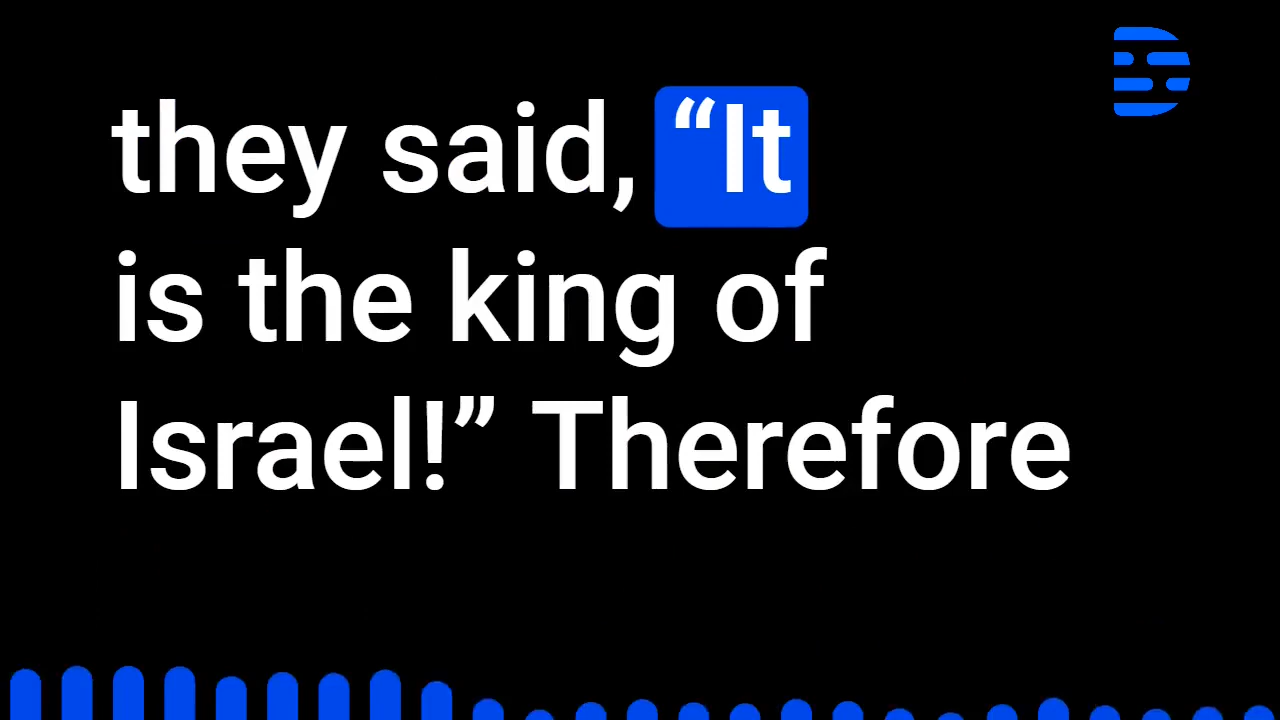 they said, “It
is the king of
Israel!” Therefore